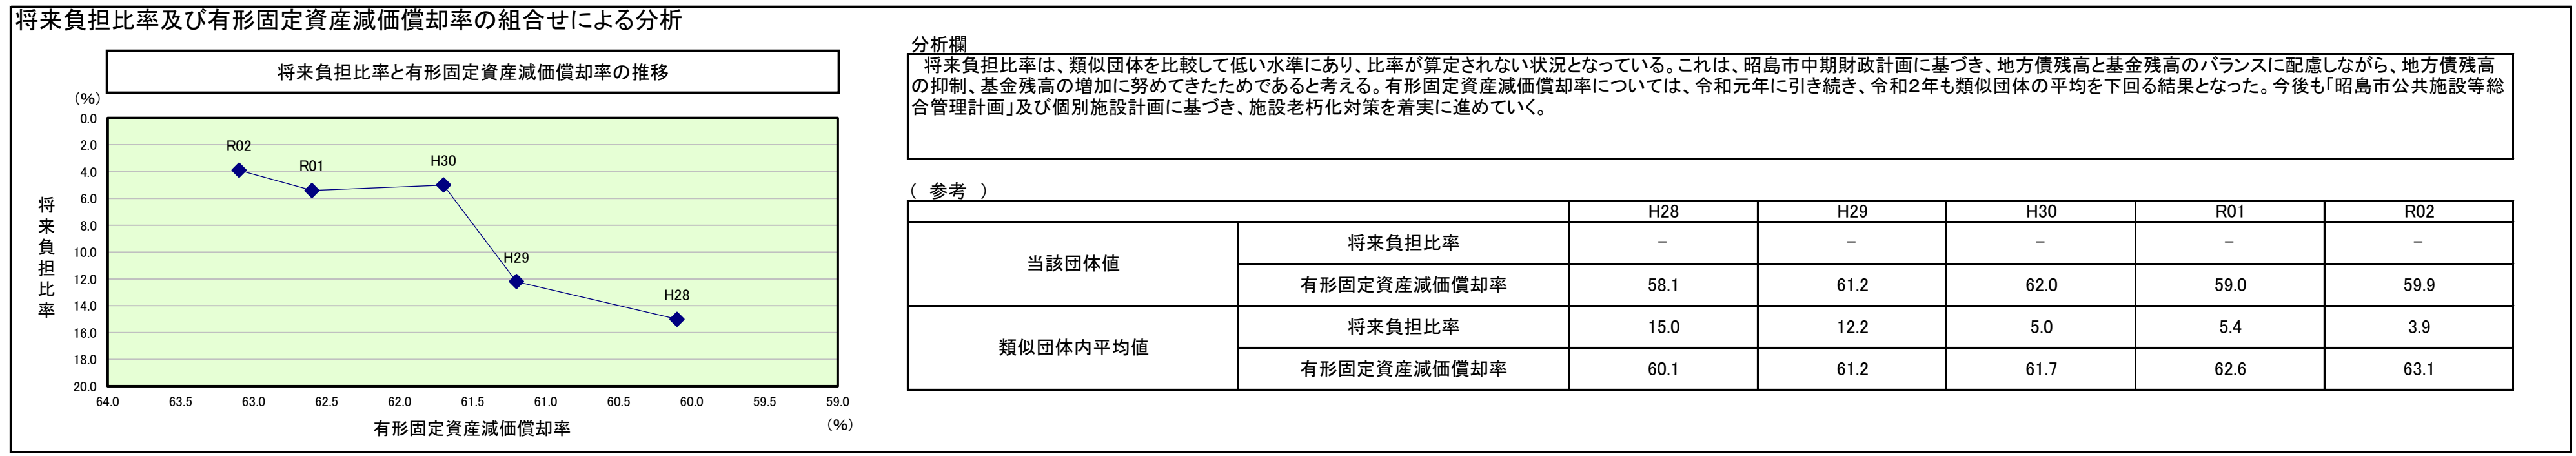 将来負担比率及び有形固定資産減価償却率の組合せによる分析
将来負担比率と有形固定資産減価償却率の推移
(%)
0.0
2.0
4.0
6.0
8.0
10.0
12.0
14.0
16.0
18.0
20.0
将来負担比率
R02
R01
H30
H29
H28
64.0 63.5 63.0 62.5 62.0 61.5 61.0 60.5 60.0 59.5 59.0
有形固定資産減価償却率
(%)
分析欄
将来負担比率は、類似団体を比較して低い水準にあり、比率が算定されない状況となっている。これは、昭島市中期財政計画に基づき、地方債残高と基金残高のバランスに配慮しながら、地方債残高
の抑制、基金残高の増加に努めてきたためであると考える。有形固定資産減価償却率については、令和元年に引き続き、令和2年も類似団体の平均を下回る結果となった。今後も「昭島市公共施設等総
合管理計画」及び個別施設計画に基づき、施設老朽化対策を着実に進めていく。
( 参考 )
H28 H29 H30 R01 R02
当該団体値
将来負担比率 - - - - -
有形固定資産減価償却率 58.1 61.2 62.0 59.0 59.9
類似団体内平均値
将来負担比率 15.0 12.2 5.0 5.4 3.9
有形固定資産減価償却率 60.1 61.2 61.7 62.6 63.1